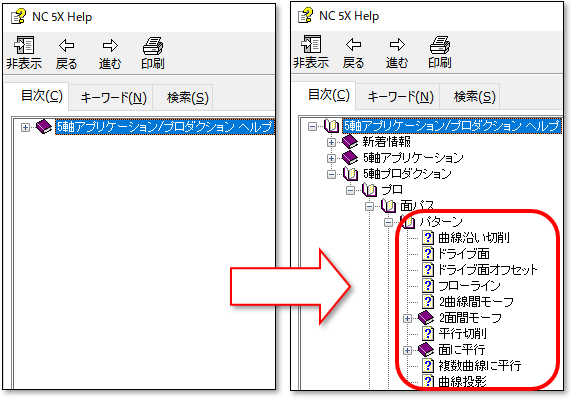 NC 5X Help
非表示 戻る 進む 印刷
目次(C) キーワード(N) 検索(S)
5軸アプリケーション/プロダクション ヘルプ
NC 5X Help
非表示 戻る 進む 印刷
目次(C) キーワード(N) 検索(S)
5軸アプリケーション/プロダクション ヘルプ
新着情報
5軸アプリケーション
5軸プロダクション
プロ
面パス
パターン
曲線沿い切削
ドライブ面
ドライブ面オフセット
フローライン
2曲線間モーフ
2面間モーフ
平行切削
面に平行
複数曲線に平行
曲線投影